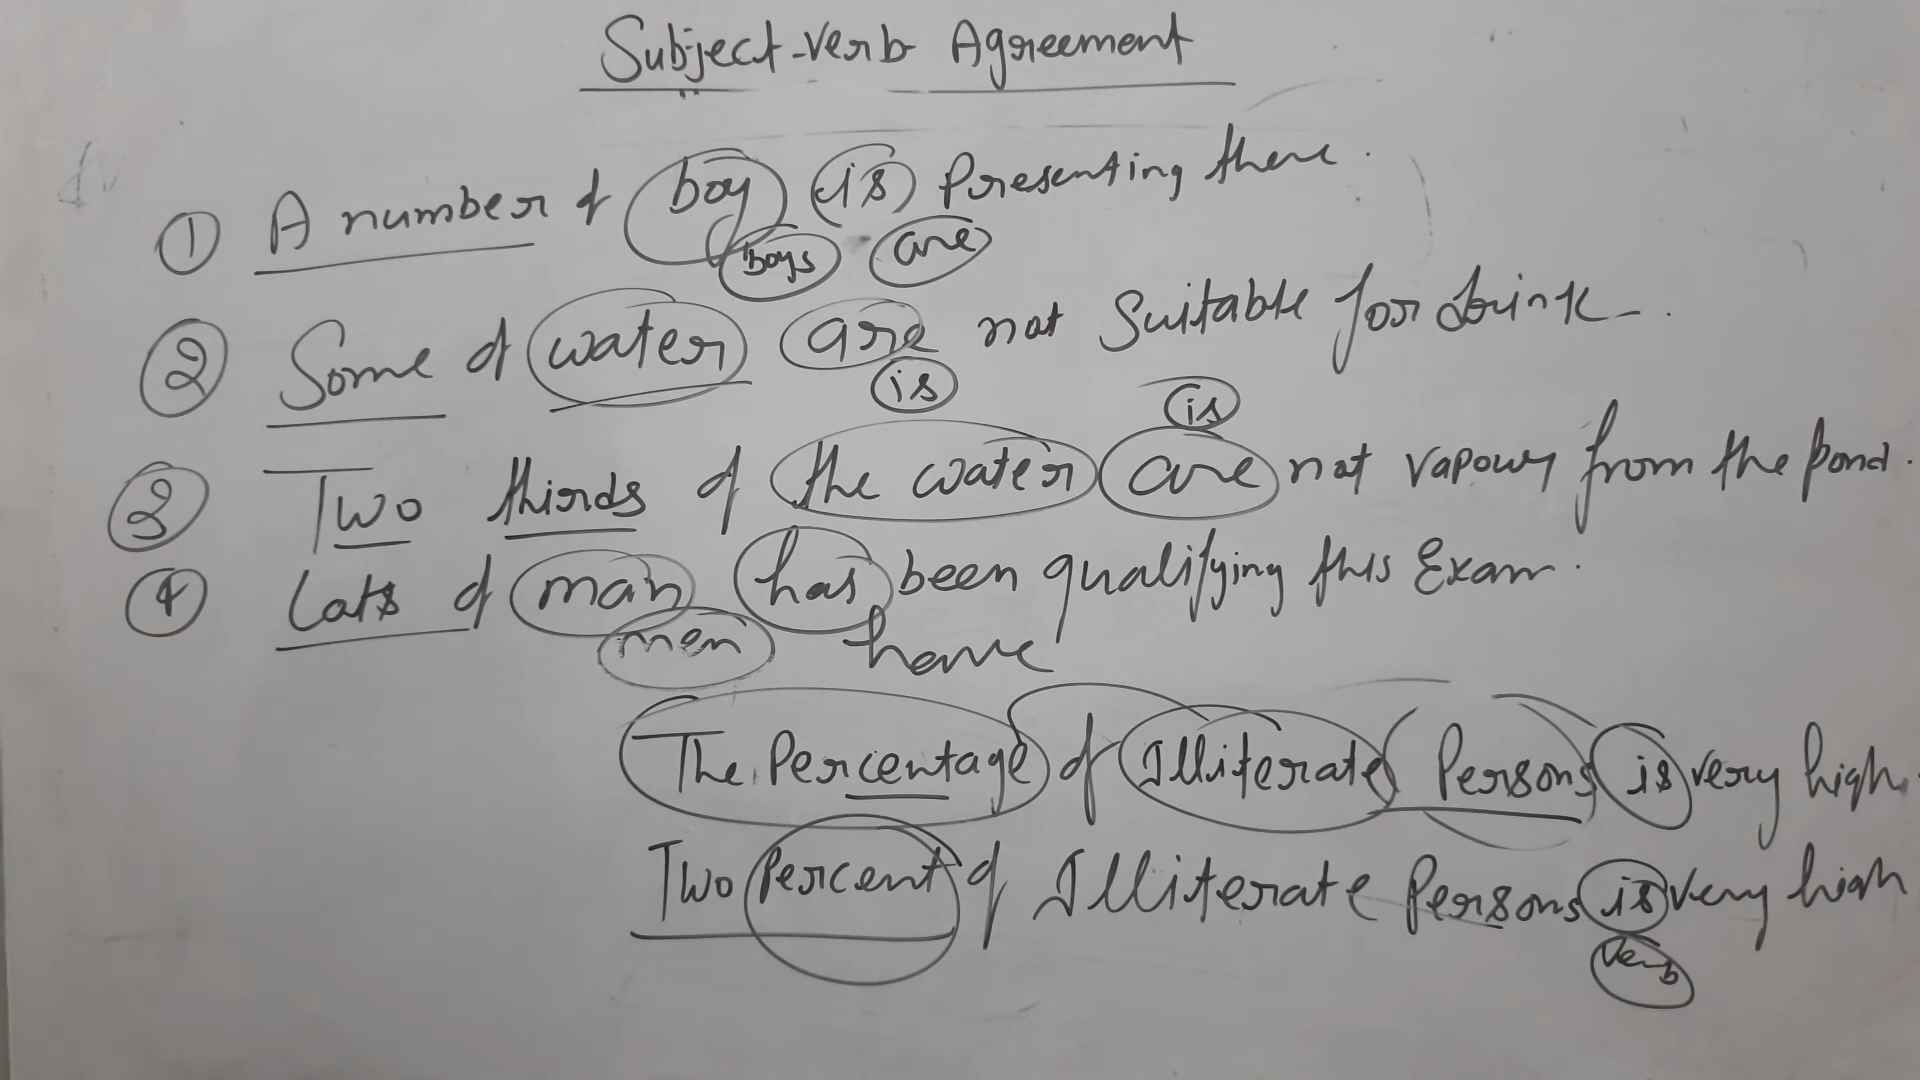 Subject-verb Agreement
① A number of boy is Presenting there.
boys are
② Some of water are not Suitable for drink.
is
is
③ Two thirds of the water are not vapour from the pond.
④ Lots of man has been qualifying this Exam.
men have
The Percentage of Illiterate Persons is very high.
Two Percent of Illiterate Persons is very high
Verb